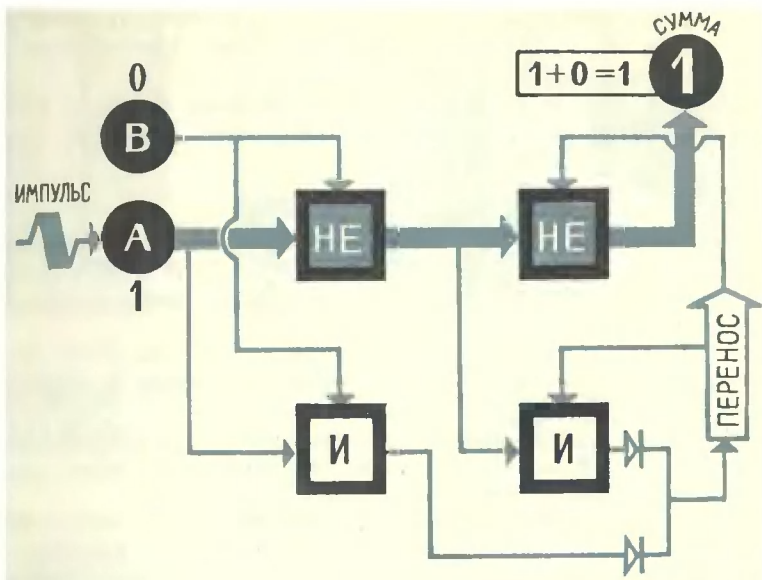 СУММА
1+0=1
1
0
В
ИМПУЛЬС
А
1
НЕ
НЕ
И
И
ПЕРЕНОС